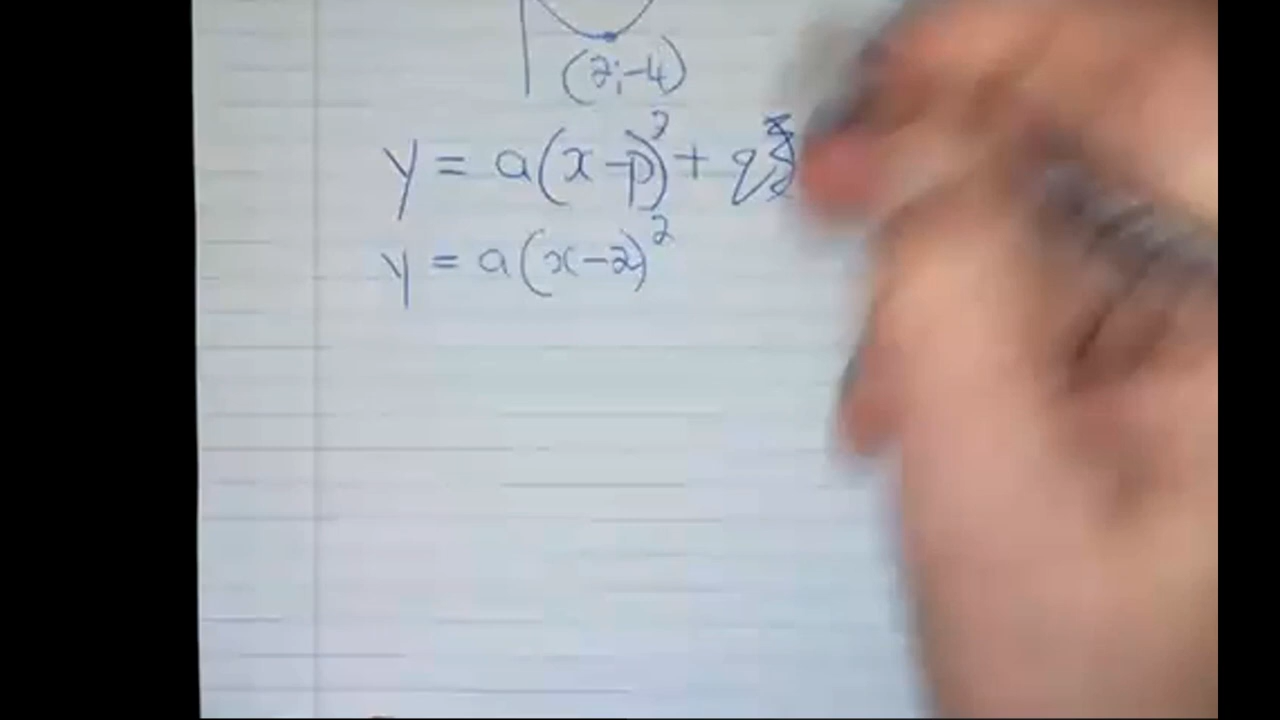 (2;-4)
y = a(x-p)² + q
y = a(x-2)²